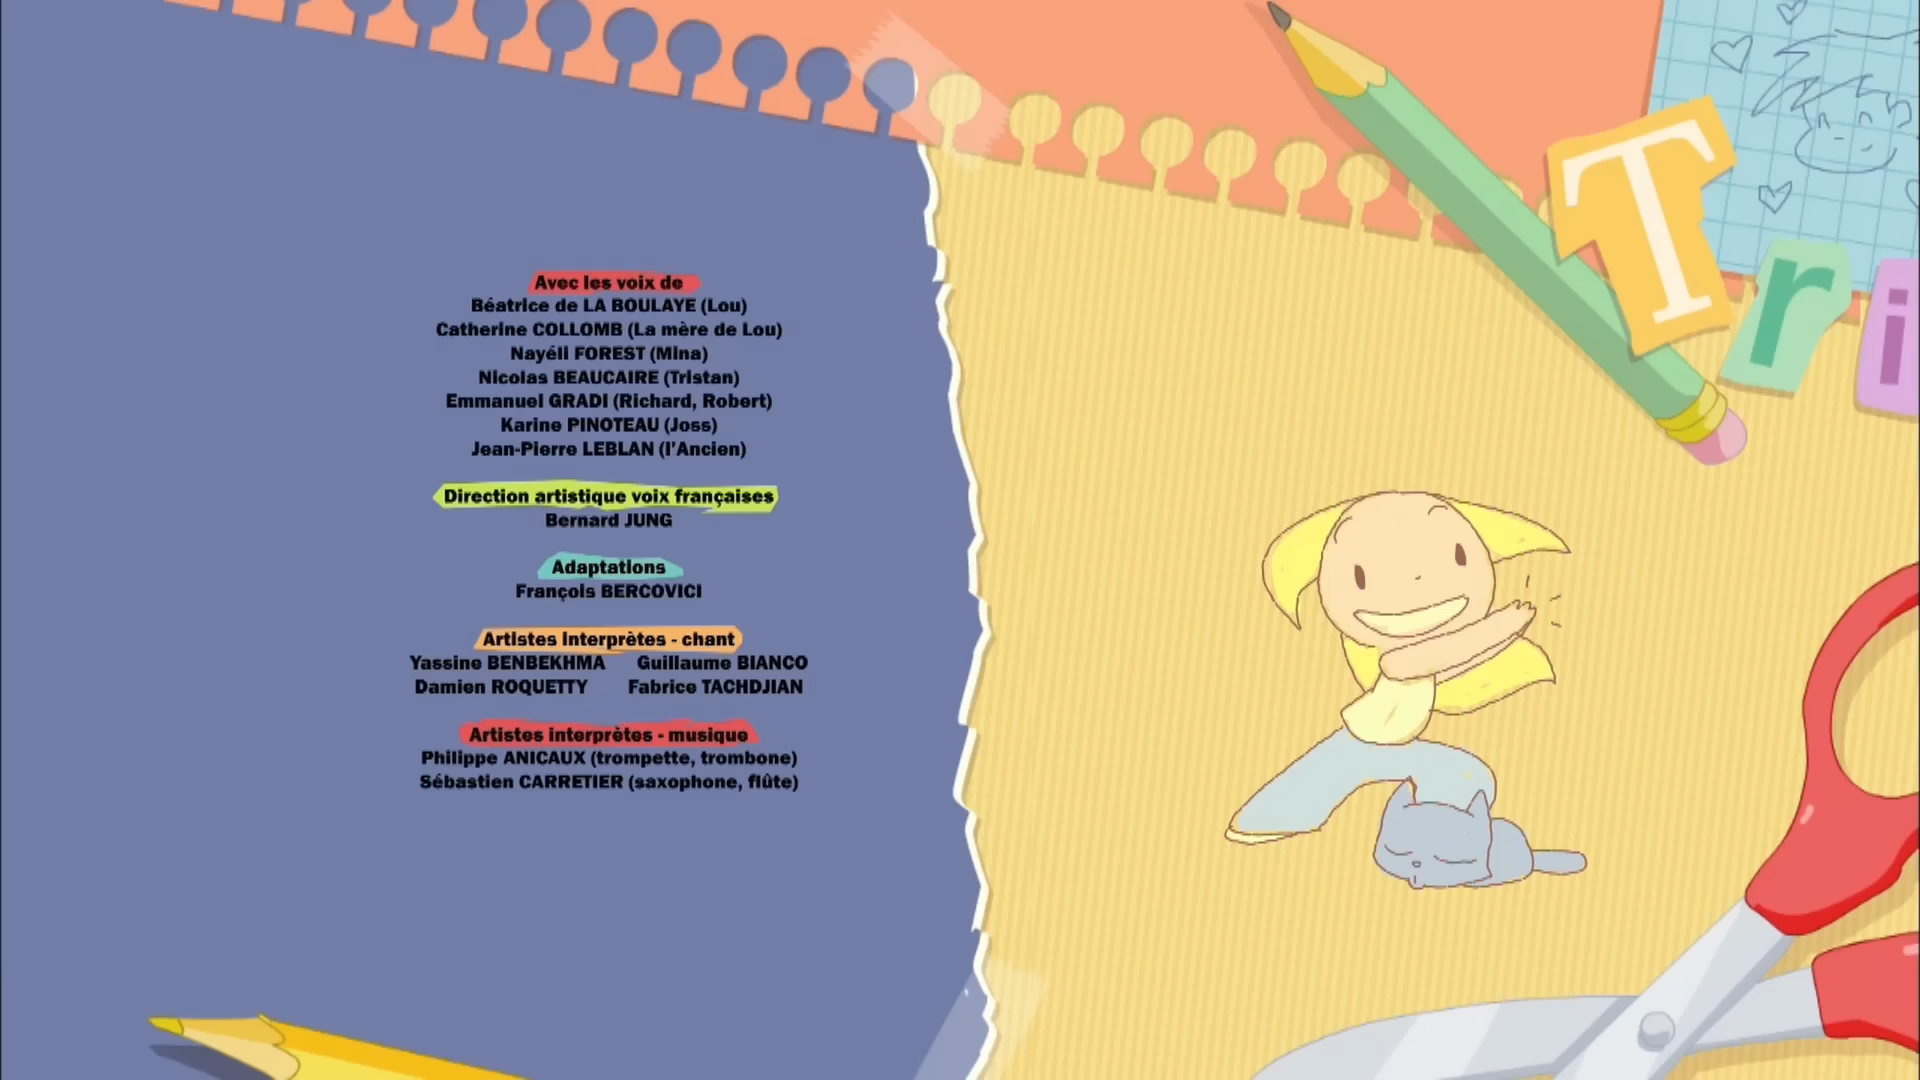 Avec les voix de
Béatrice de LA BOULAYE (Lou)
Catherine COLLOMB (La mère de Lou)
Nayéli FOREST (Mina)
Nicolas BEAUCAIRE (Tristan)
Emmanuel GRADI (Richard, Robert)
Karine PINOTEAU (Joss)
Jean-Pierre LEBLAN (l'Ancien)
Direction artistique voix françaises
Bernard JUNG
Adaptations
François BERCOVICI
Artistes interprètes - chant
Yassine BENBEKHMA Guillaume BIANCO
Damien ROQUETTY Fabrice TACHDJIAN
Artistes interprètes - musique
Philippe ANICAUX (trompette, trombone)
Sébastien CARRETIER (saxophone, flûte)
Tri